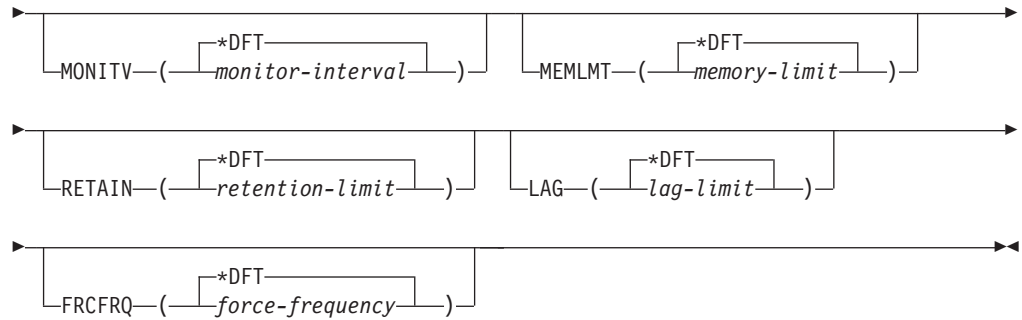 *DFT *DFT
MONITV ( monitor-interval ) MEMLMT ( memory-limit )
*DFT *DFT
RETAIN ( retention-limit ) LAG ( lag-limit )
*DFT
FRCFRQ ( force-frequency )